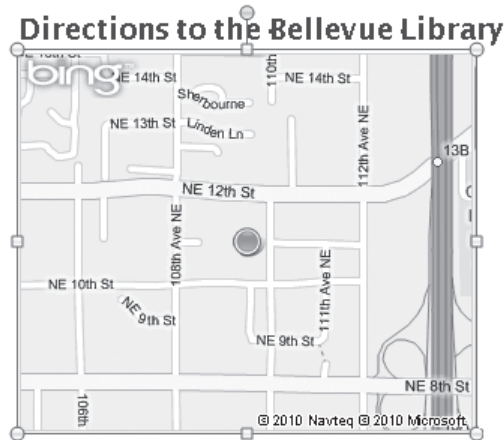 Directions to the Bellevue Library
bing
NE 14th St
110th
NE 14th St
Sherbourne
NE 13th St
Linden Ln
112th Ave NE
13B
NE 12th St
108th Ave NE
NE 10th St
111th Ave NE
NE 9th St
NE 9th St
NE 8th St
106th
© 2010 Navteq © 2010 Microsoft